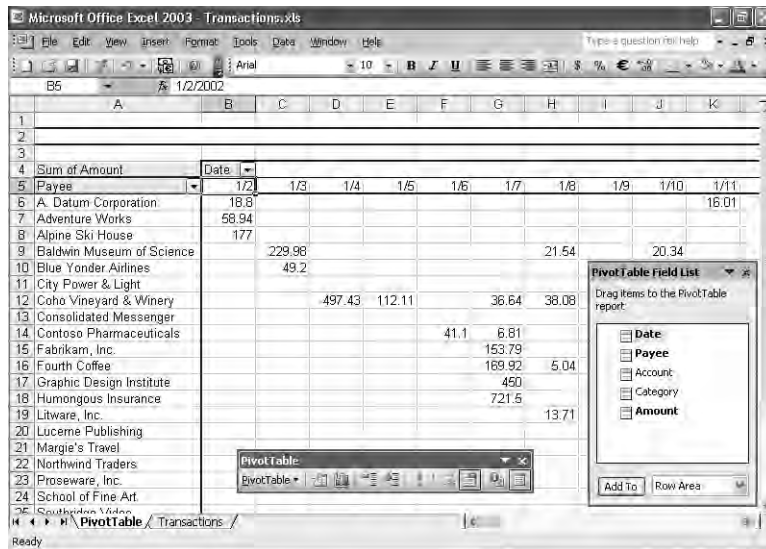 Microsoft Office Excel 2003 - Transactions.xls
File Edit View Insert Format Tools Data Window Help Type a question for help
Arial 10 B I U $ % €
B5 fx 1/2/2002
A B C D E F G H I J K
1
2
3
4 Sum of Amount Date
5 Payee 1/2 1/3 1/4 1/5 1/6 1/7 1/8 1/9 1/10 1/11
6 A. Datum Corporation 18.8 16.01
7 Adventure Works 58.94
8 Alpine Ski House 177
9 Baldwin Museum of Science 229.98 21.54 20.34
10 Blue Yonder Airlines 49.2
11 City Power & Light
12 Coho Vineyard & Winery 497.43 112.11 36.64 38.08
13 Consolidated Messenger
14 Contoso Pharmaceuticals 41.1 6.81
15 Fabrikam, Inc. 153.79
16 Fourth Coffee 169.92 5.04
17 Graphic Design Institute 450
18 Humongous Insurance 721.5
19 Litware, Inc. 13.71
20 Lucerne Publishing
21 Margie's Travel
22 Northwind Traders
23 Proseware, Inc.
24 School of Fine Art
25 Southridge Video
PivotTable Field List
Drag items to the PivotTable
report
Date
Payee
Account
Category
Amount
Add To Row Area
PivotTable
PivotTable
PivotTable Transactions
Ready